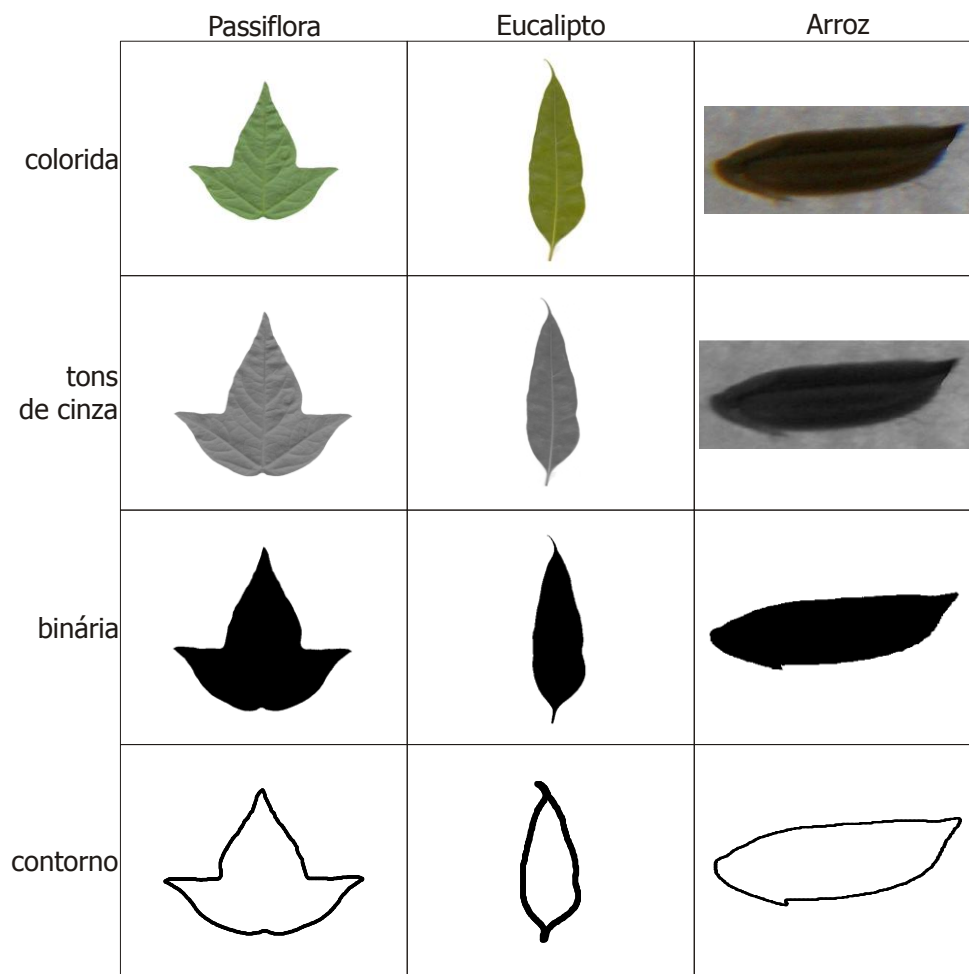 Passiflora Eucalipto Arroz
colorida
tons
de cinza
binária
contorno